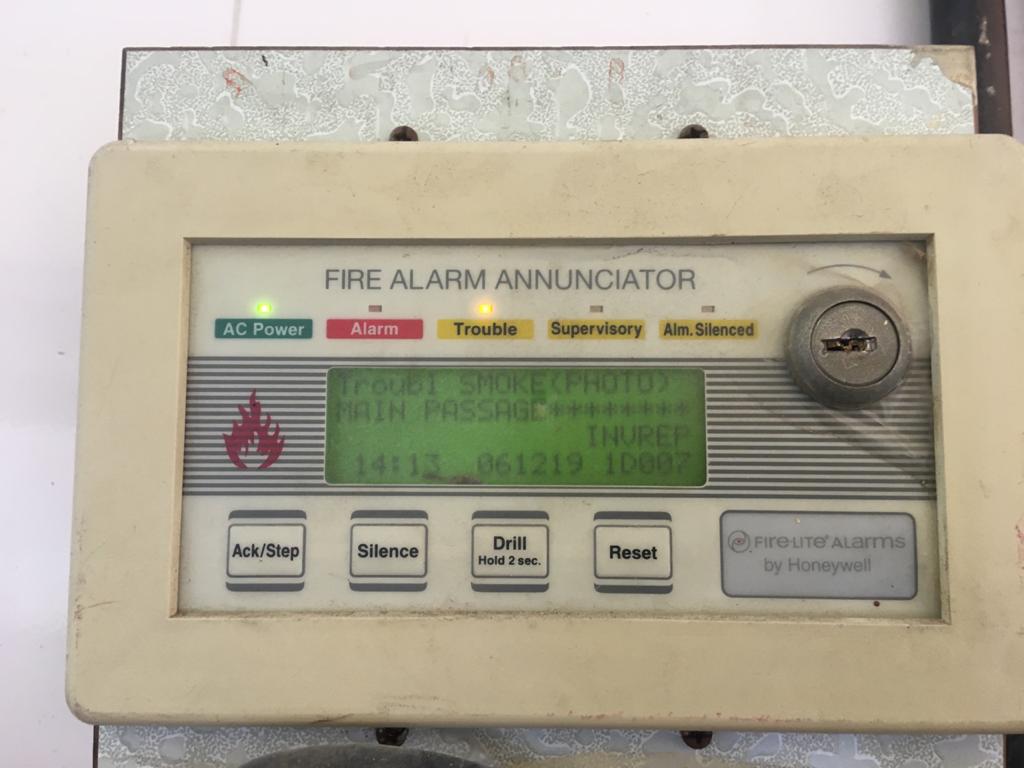 FIRE ALARM ANNUNCIATOR
AC Power Alarm Trouble Supervisory Alm. Silenced
Troubl SMOKE(PHOTO)
MAIN PASSAGE********
INVREP
14:13 061219 1D007
Ack/Step Silence Drill Reset
Hold 2 sec.
FIRE•LITE® ALARMS
by Honeywell